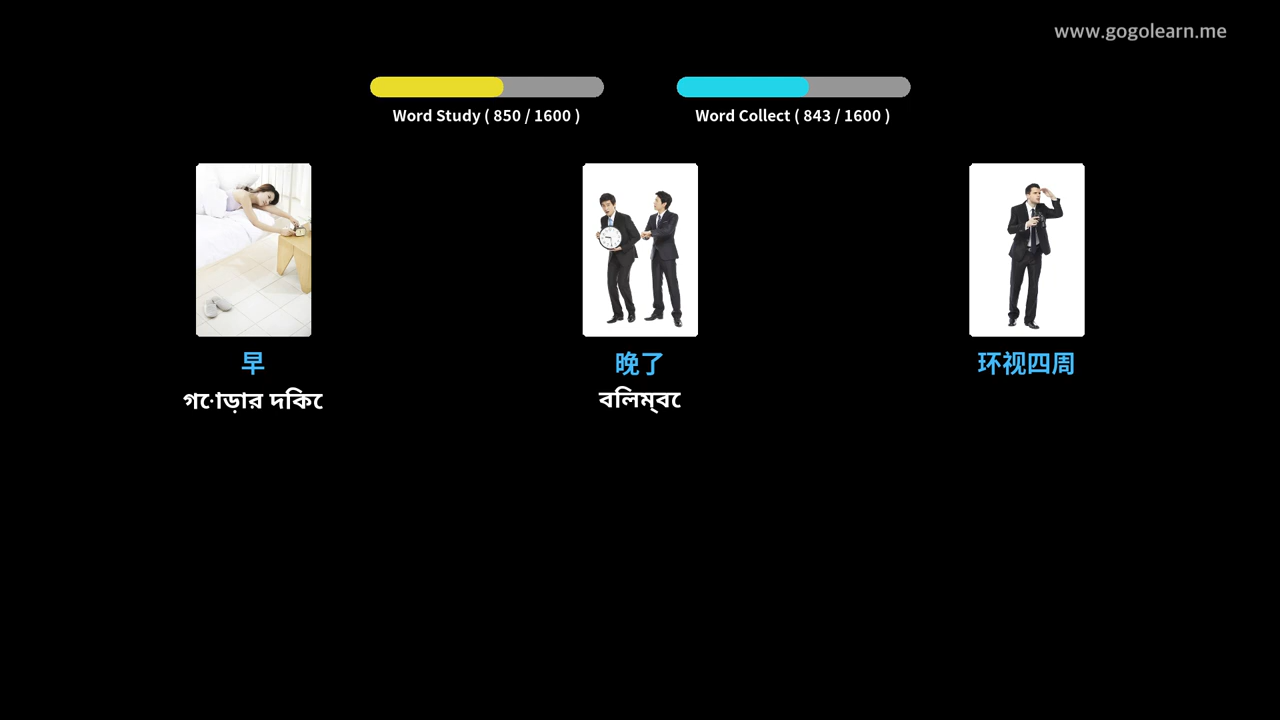 www.gogolearn.me
Word Study ( 850 / 1600 )
Word Collect ( 843 / 1600 )
早
晚了
环视四周
গোড়ার দিকে
বিলম্বে